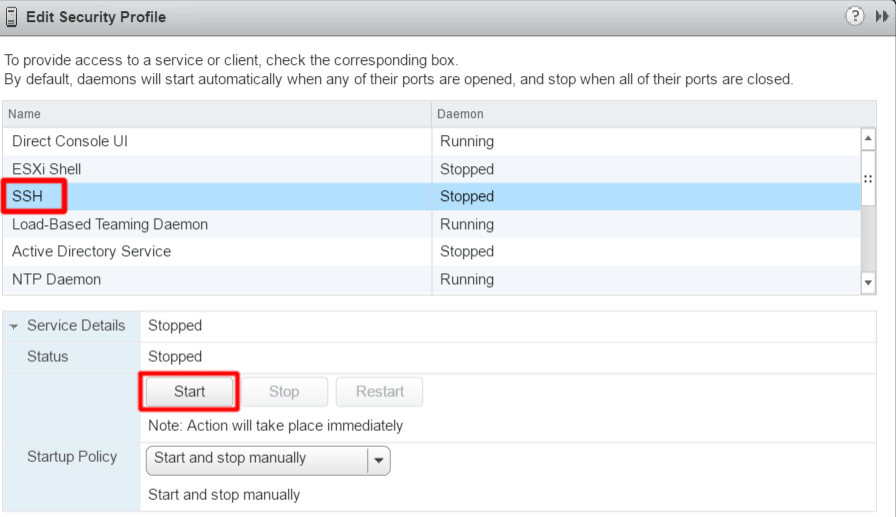 Edit Security Profile
To provide access to a service or client, check the corresponding box.
By default, daemons will start automatically when any of their ports are opened, and stop when all of their ports are closed.
Name Daemon
Direct Console UI Running
ESXi Shell Stopped
SSH Stopped
Load-Based Teaming Daemon Running
Active Directory Service Stopped
NTP Daemon Running
Service Details Stopped
Status Stopped
Start Stop Restart
Note: Action will take place immediately
Startup Policy Start and stop manually
Start and stop manually